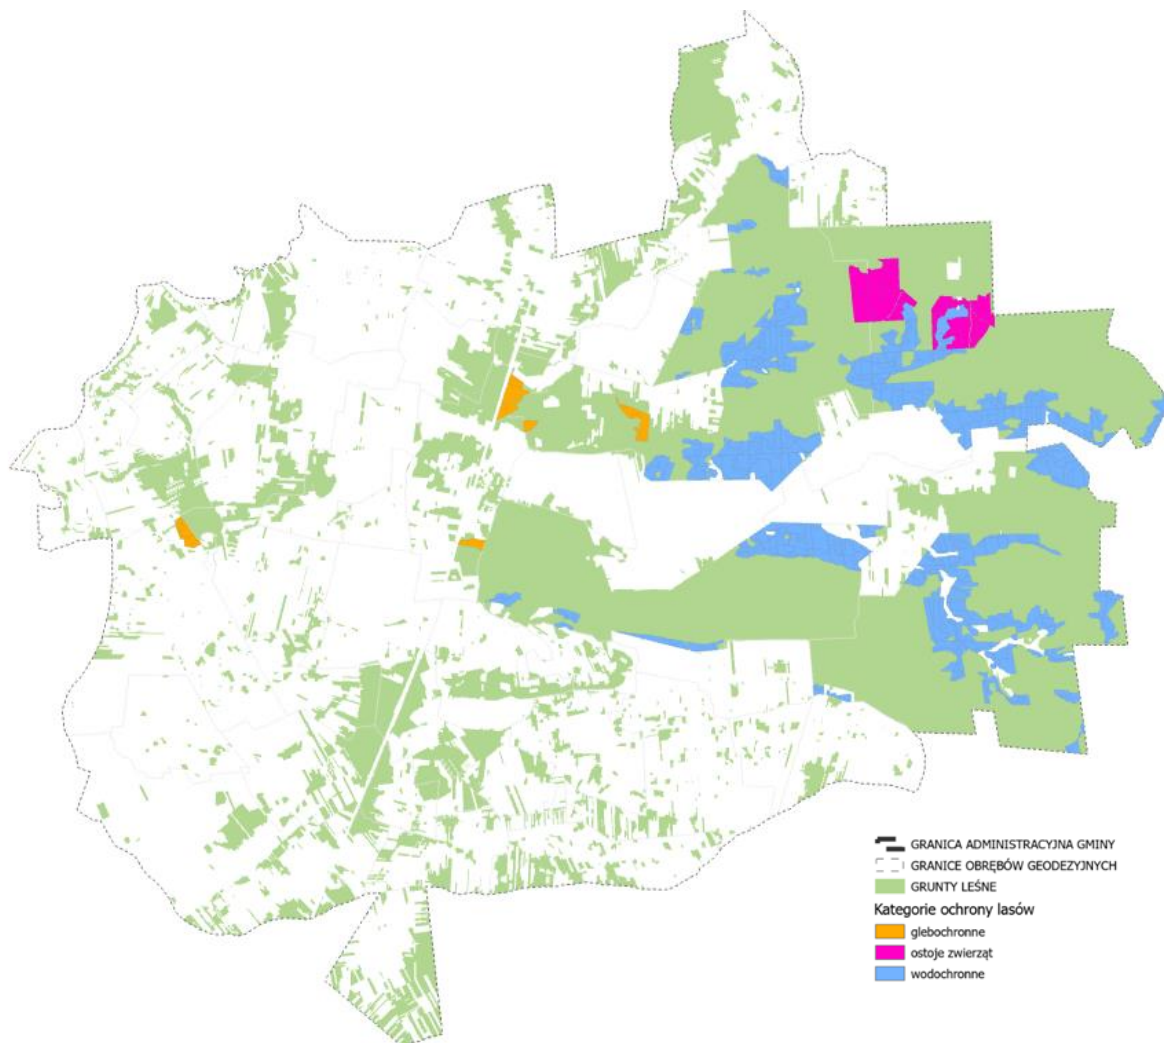 GRANICA ADMINISTRACYJNA GMINY
GRANICE OBRĘBÓW GEODEZYJNYCH
GRUNTY LEŚNE
Kategorie ochrony lasów
glebochronne
ostoje zwierząt
wodochronne